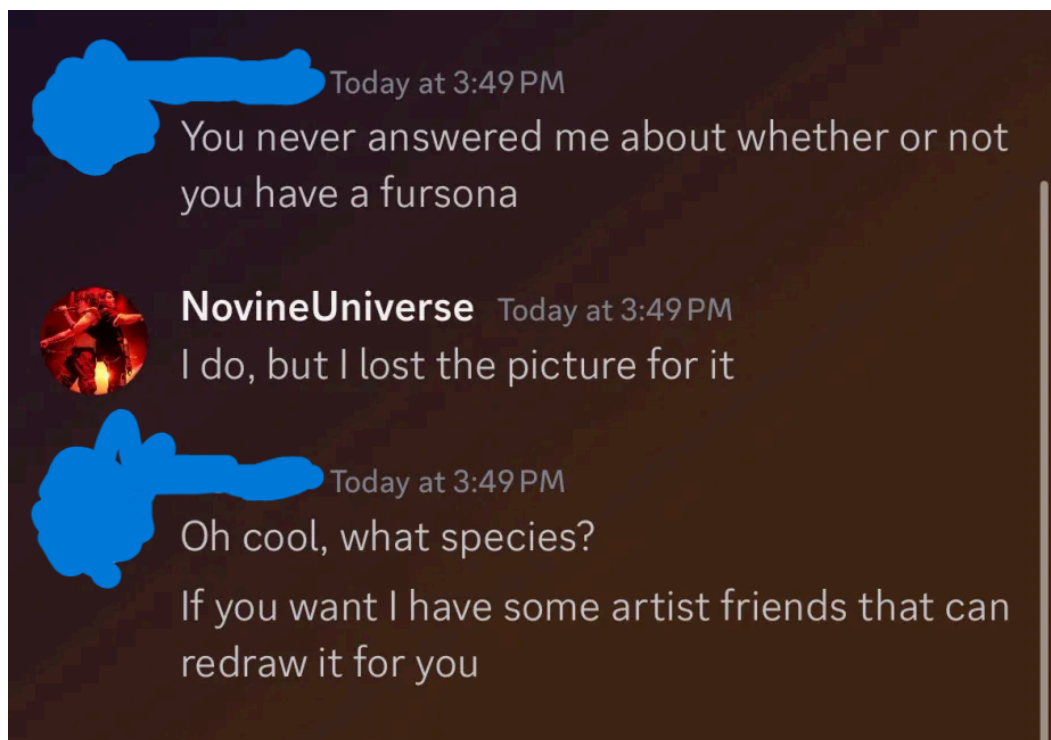 Today at 3:49 PM
You never answered me about whether or not
you have a fursona
NovineUniverse Today at 3:49 PM
I do, but I lost the picture for it
Today at 3:49 PM
Oh cool, what species?
If you want I have some artist friends that can
redraw it for you